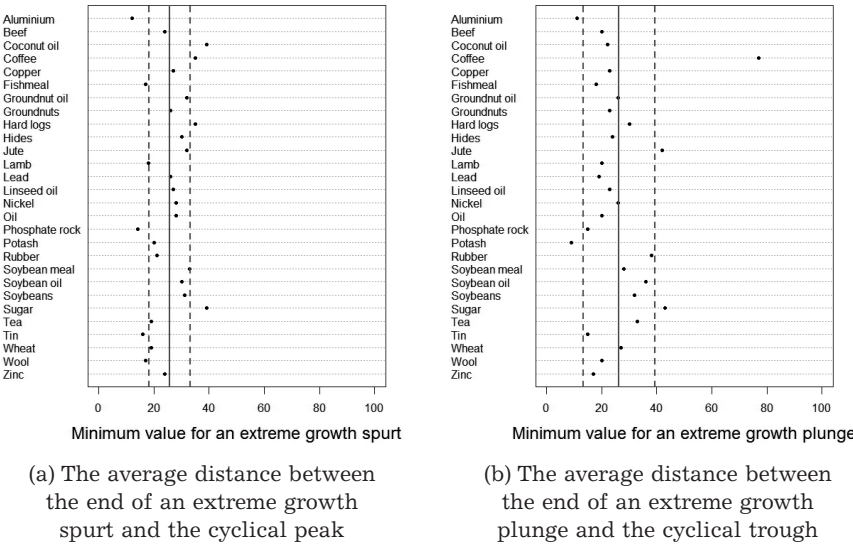 Aluminium
Beef
Coconut oil
Coffee
Copper
Fishmeal
Groundnut oil
Groundnuts
Hard logs
Hides
Jute
Lamb
Lead
Linseed oil
Nickel
Oil
Phosphate rock
Potash
Rubber
Soybean meal
Soybean oil
Soybeans
Sugar
Tea
Tin
Wheat
Wool
Zinc
0 20 40 60 80 100
Minimum value for an extreme growth spurt
(a) The average distance between
the end of an extreme growth
spurt and the cyclical peak
Aluminium
Beef
Coconut oil
Coffee
Copper
Fishmeal
Groundnut oil
Groundnuts
Hard logs
Hides
Jute
Lamb
Lead
Linseed oil
Nickel
Oil
Phosphate rock
Potash
Rubber
Soybean meal
Soybean oil
Soybeans
Sugar
Tea
Tin
Wheat
Wool
Zinc
0 20 40 60 80 100
Minimum value for an extreme growth plunge
(b) The average distance between
the end of an extreme growth
plunge and the cyclical trough